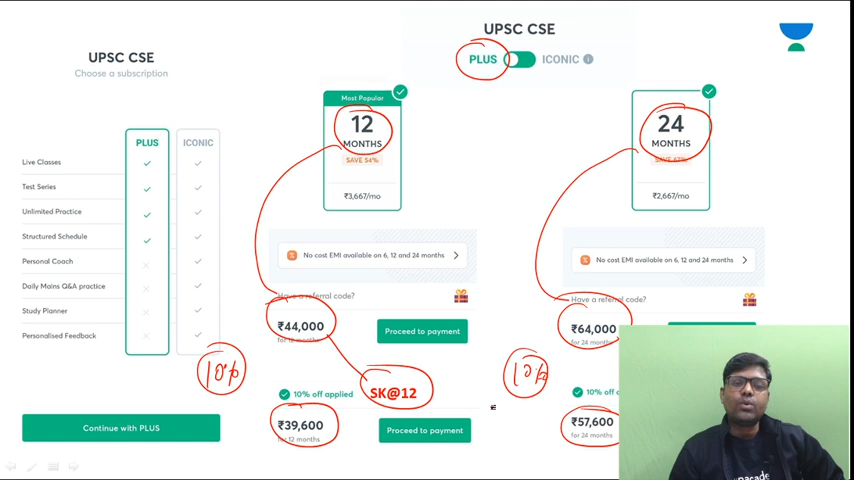 UPSC CSE
Choose a subscription
PLUS
ICONIC
Live Classes
Test Series
Unlimited Practice
Structured Schedule
Personal Coach
Daily Mains Q&A practice
Study Planner
Personalised Feedback
Continue with PLUS
10%
UPSC CSE
PLUS ICONIC
Most Popular
12
MONTHS
SAVE 54%
₹3,667/mo
No cost EMI available on 6, 12 and 24 months
Have a referral code?
₹44,000
for 12 months
Proceed to payment
10% off applied
SK@12
₹39,600
for 12 months
Proceed to payment
24
MONTHS
SAVE 67%
₹2,667/mo
No cost EMI available on 6, 12 and 24 months
Have a referral code?
₹64,000
for 24 months
10%
10% off
₹57,600
for 24 months